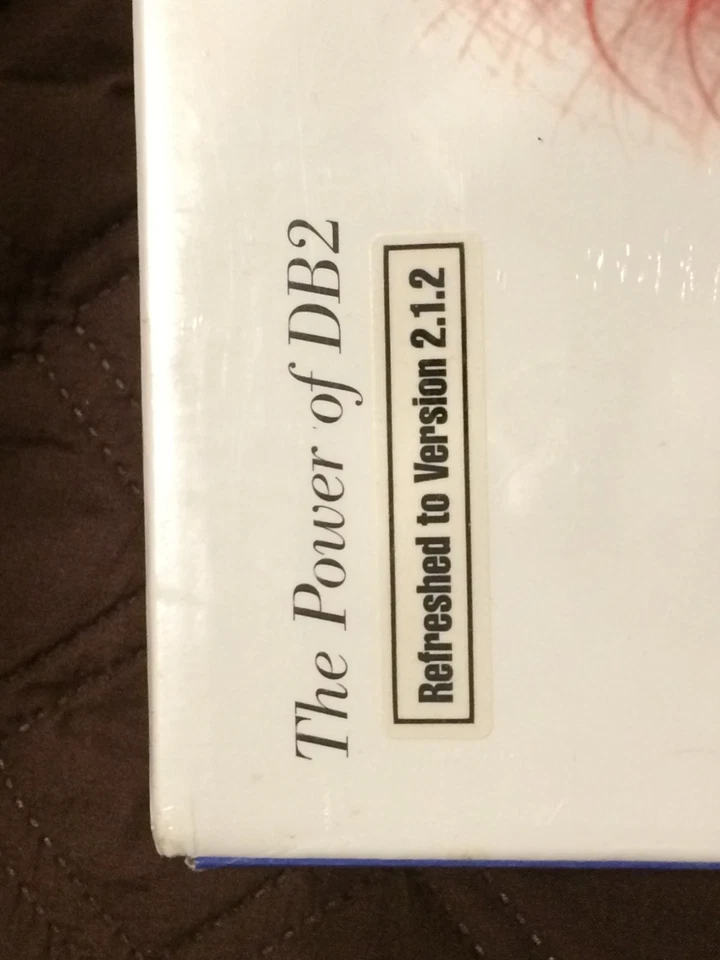 The Power of DB2
Refreshed to Version 2.1.2